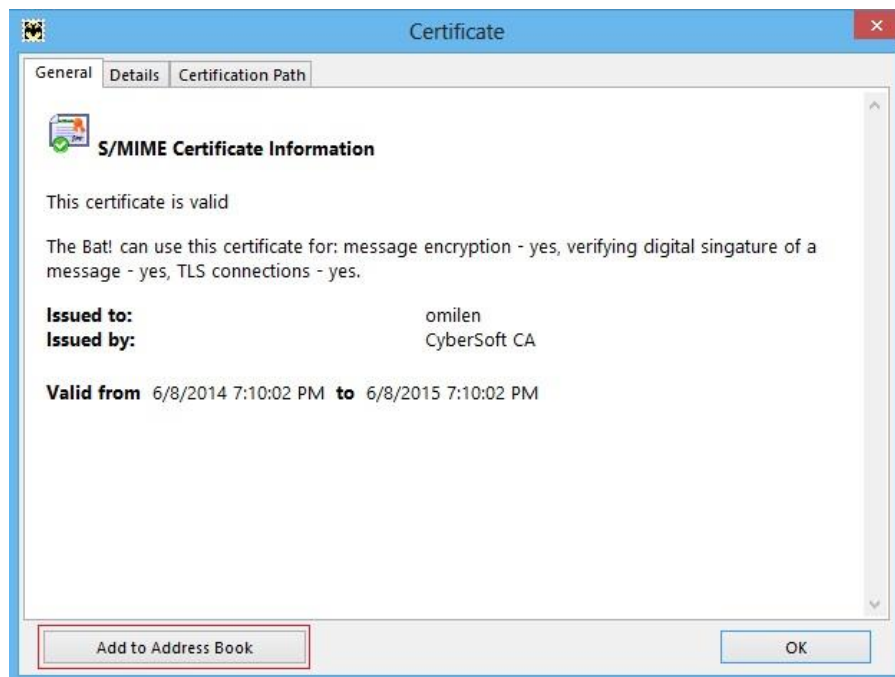 Certificate
General Details Certification Path
S/MIME Certificate Information
This certificate is valid
The Bat! can use this certificate for: message encryption - yes, verifying digital singature of a
message - yes, TLS connections - yes.
Issued to: omilen
Issued by: CyberSoft CA
Valid from 6/8/2014 7:10:02 PM to 6/8/2015 7:10:02 PM
Add to Address Book OK